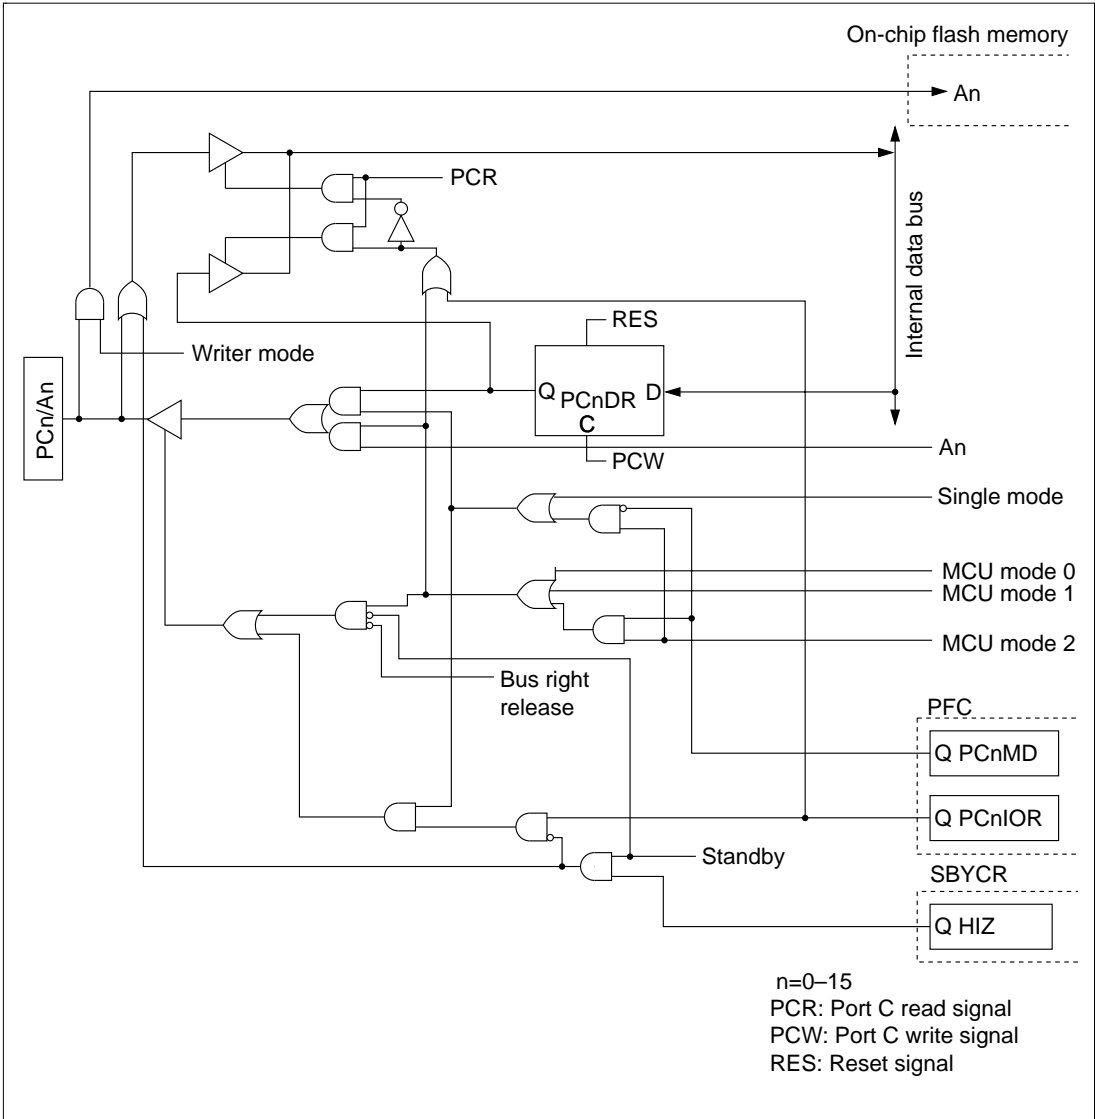 On-chip flash memory
An
PCR
Internal data bus
RES
Writer mode
Q PCnDR D
C
PCn/An
PCW
An
Single mode
MCU mode 0
MCU mode 1
MCU mode 2
Bus right
release
PFC
Q PCnMD
Q PCnIOR
Standby
SBYCR
Q HIZ
n=0–15
PCR: Port C read signal
PCW: Port C write signal
RES: Reset signal